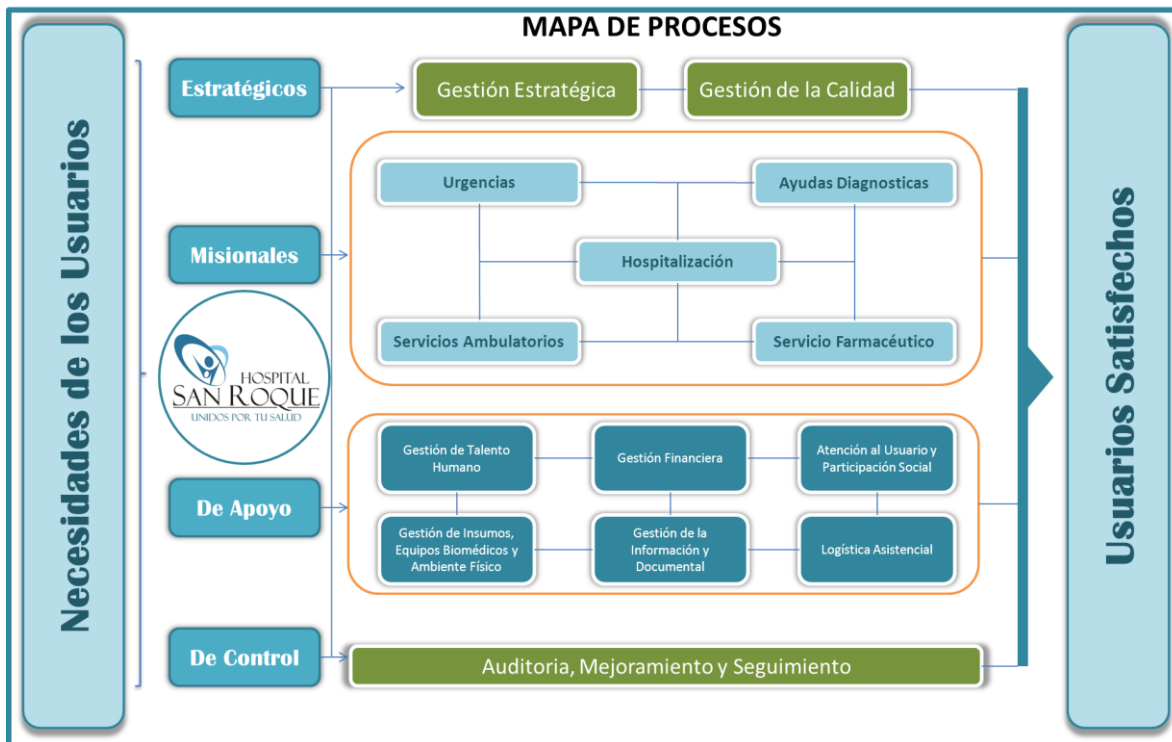 MAPA DE PROCESOS
Necesidades de los Usuarios
Estratégicos
Gestión Estratégica
Gestión de la Calidad
Misionales
Urgencias
Ayudas Diagnosticas
Hospitalización
Servicios Ambulatorios
Servicio Farmacéutico
HOSPITAL
SAN ROQUE
UNIDOS POR TU SALUD
De Apoyo
Gestión de Talento
Humano
Gestión Financiera
Atención al Usuario y
Participación Social
Gestión de Insumos,
Equipos Biomédicos y
Ambiente Físico
Gestión de la
Información y
Documental
Logística Asistencial
De Control
Auditoria, Mejoramiento y Seguimiento
Usuarios Satisfechos